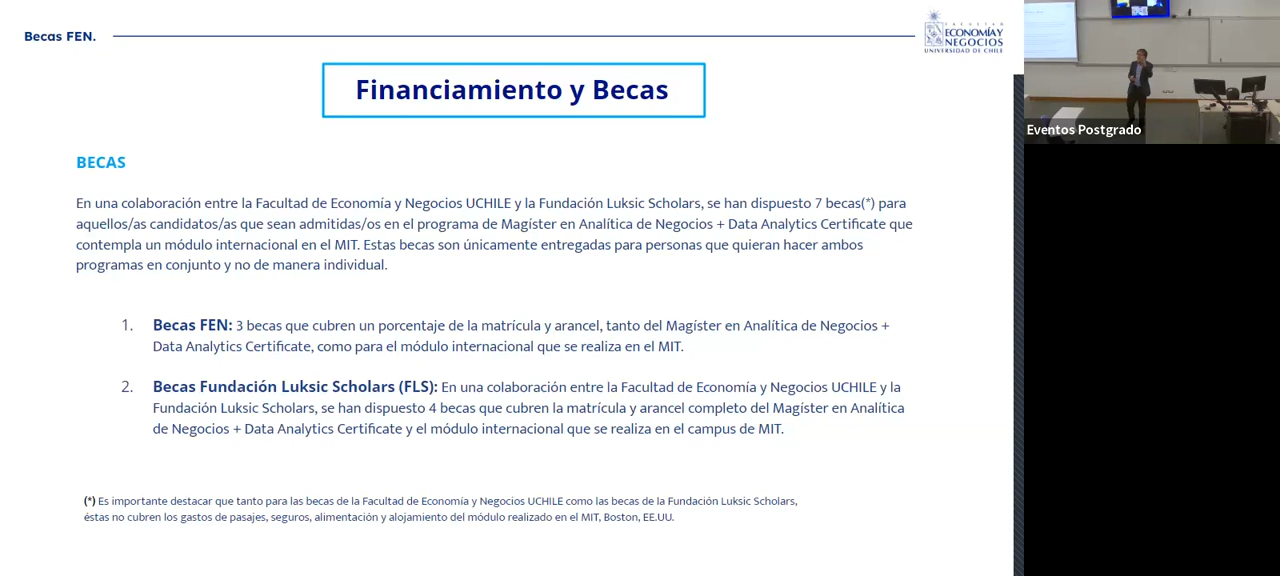 Becas FEN.
FACULTAD
ECONOMÍA Y
NEGOCIOS
UNIVERSIDAD DE CHILE
Financiamiento y Becas
Eventos Postgrado
BECAS
En una colaboración entre la Facultad de Economía y Negocios UCHILE y la Fundación Luksic Scholars, se han dispuesto 7 becas(*) para
aquellos/as candidatos/as que sean admitidas/os en el programa de Magíster en Analítica de Negocios + Data Analytics Certificate que
contempla un módulo internacional en el MIT. Estas becas son únicamente entregadas para personas que quieran hacer ambos
programas en conjunto y no de manera individual.
1. Becas FEN: 3 becas que cubren un porcentaje de la matrícula y arancel, tanto del Magíster en Analítica de Negocios +
Data Analytics Certificate, como para el módulo internacional que se realiza en el MIT.
2. Becas Fundación Luksic Scholars (FLS): En una colaboración entre la Facultad de Economía y Negocios UCHILE y la
Fundación Luksic Scholars, se han dispuesto 4 becas que cubren la matrícula y arancel completo del Magíster en Analítica
de Negocios + Data Analytics Certificate y el módulo internacional que se realiza en el campus de MIT.
(*) Es importante destacar que tanto para las becas de la Facultad de Economía y Negocios UCHILE como las becas de la Fundación Luksic Scholars,
éstas no cubren los gastos de pasajes, seguros, alimentación y alojamiento del módulo realizado en el MIT, Boston, EE.UU.